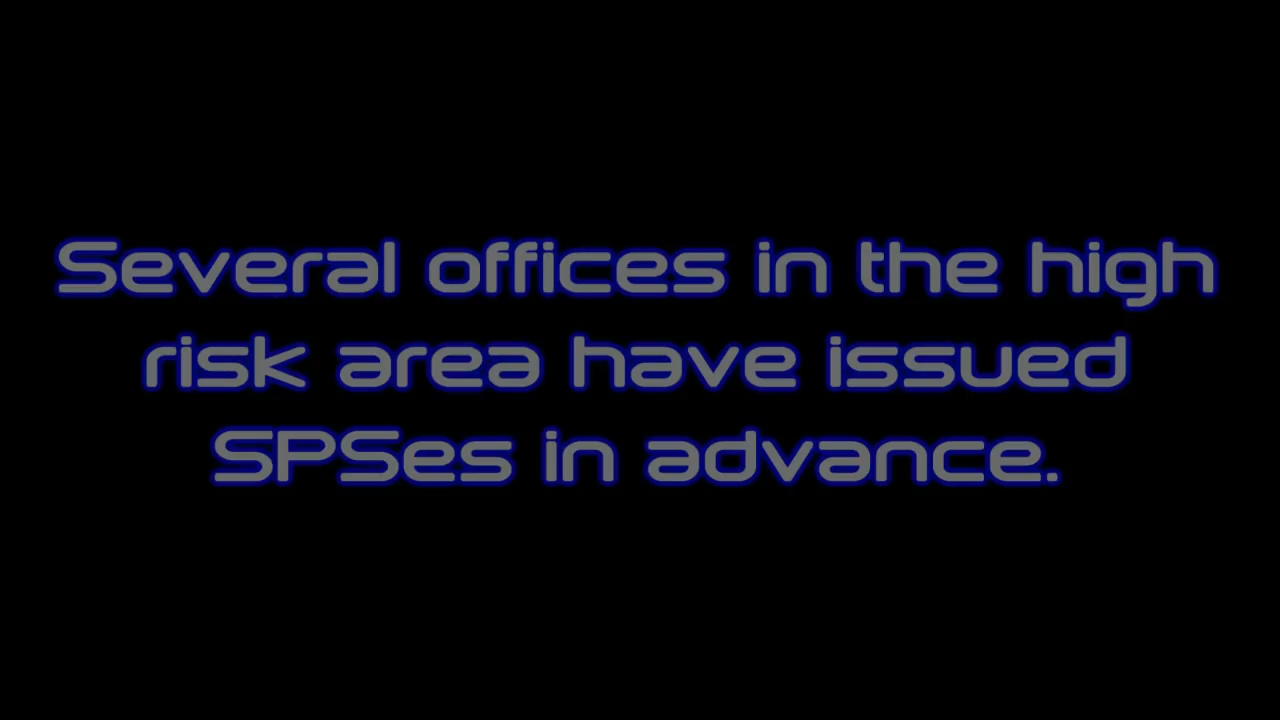 Several offices in the high
risk area have issued
SPSes in advance.